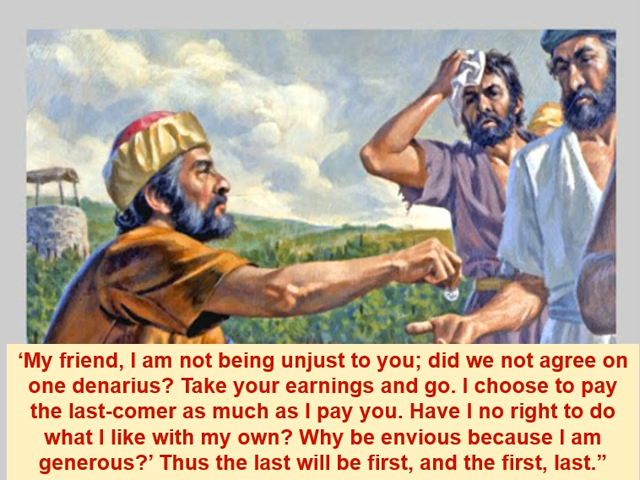 ‘My friend, I am not being unjust to you; did we not agree on
one denarius? Take your earnings and go. I choose to pay
the last-comer as much as I pay you. Have I no right to do
what I like with my own? Why be envious because I am
generous?’ Thus the last will be first, and the first, last.”